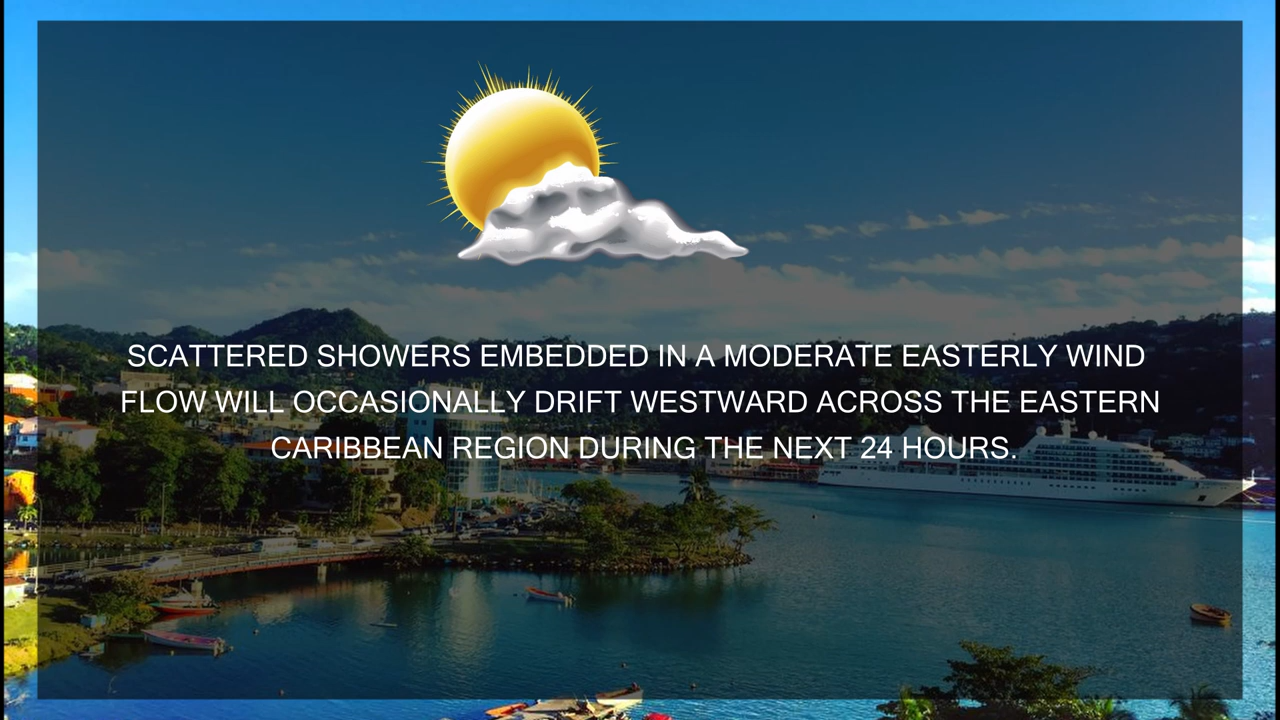 SCATTERED SHOWERS EMBEDDED IN A MODERATE EASTERLY WIND
FLOW WILL OCCASIONALLY DRIFT WESTWARD ACROSS THE EASTERN
CARIBBEAN REGION DURING THE NEXT 24 HOURS.